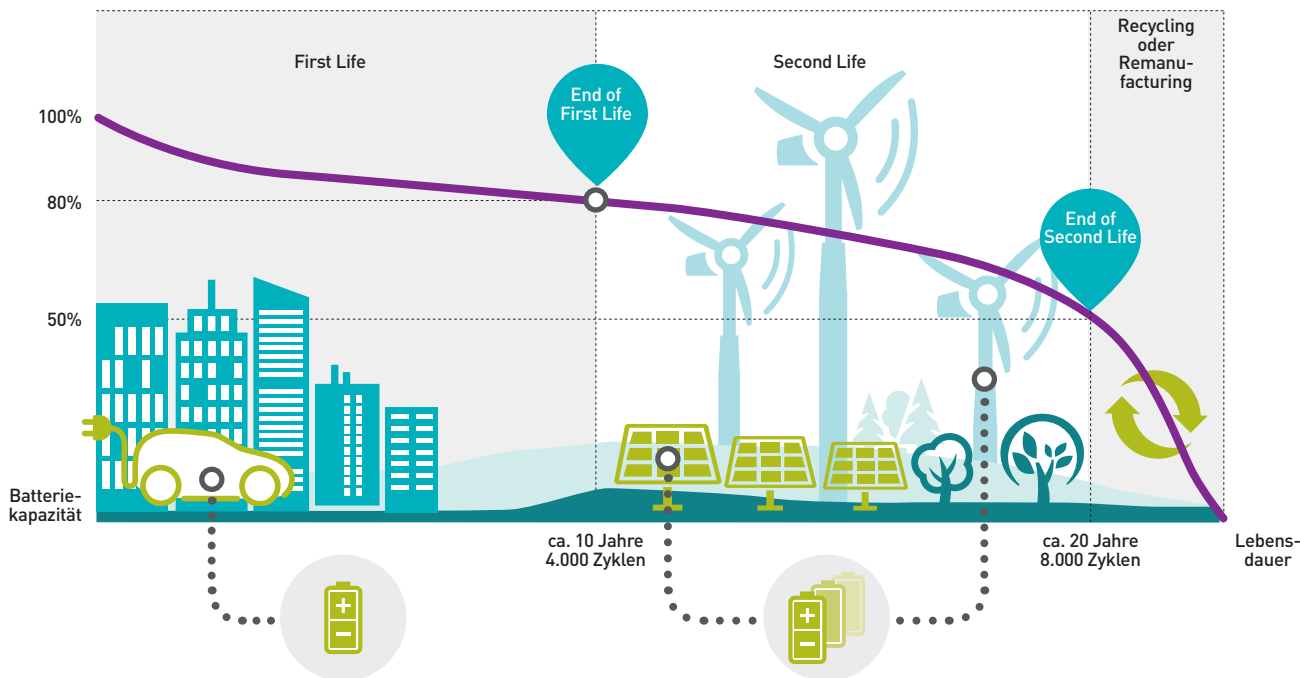 First Life
Second Life
Recycling
oder
Remanu-
facturing
End of
First Life
100%
80%
End of
Second Life
50%
Batterie-
kapazität
ca. 10 Jahre
4.000 Zyklen
ca. 20 Jahre
8.000 Zyklen
Lebens-
dauer
+
−
+
−